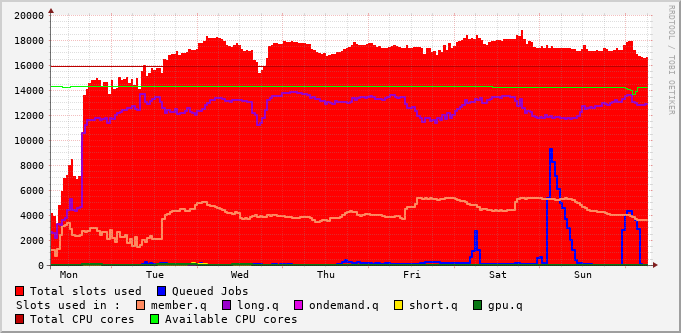 20000
18000
16000
14000
12000
10000
8000
6000
4000
2000
0
Mon Tue Wed Thu Fri Sat Sun
Total slots used Queued Jobs
Slots used in : member.q long.q ondemand.q short.q gpu.q
Total CPU cores Available CPU cores
RRDTOOL / TOBI OETIKER